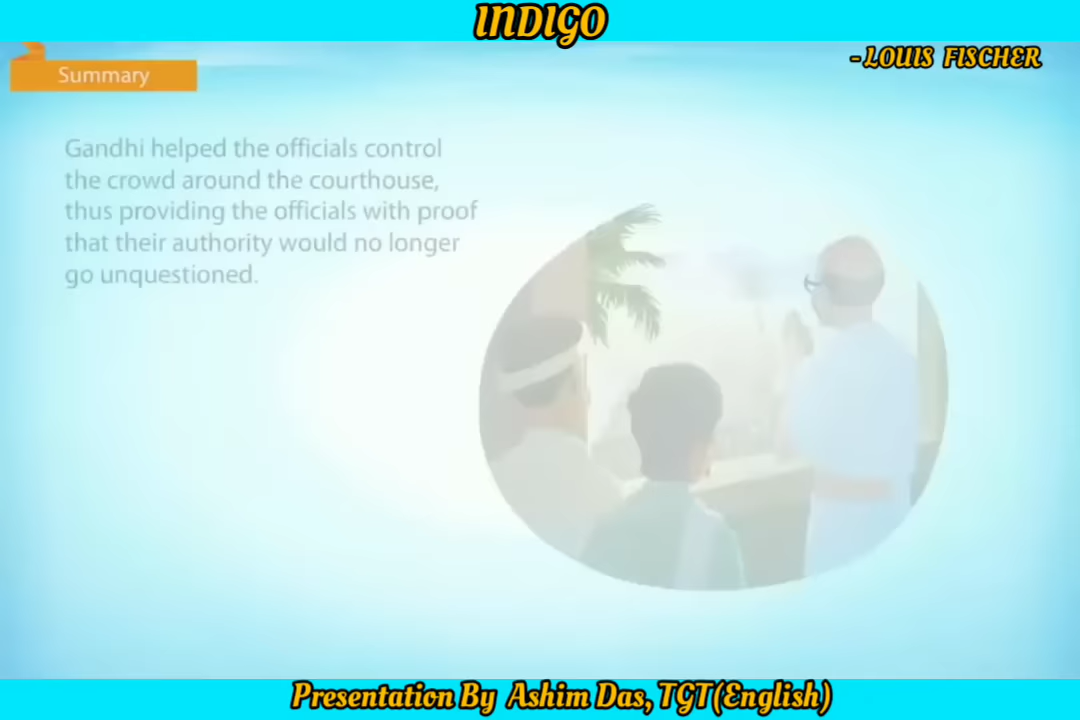 INDIGO
- LOUIS FISCHER
Summary
Gandhi helped the officials control
the crowd around the courthouse,
thus providing the officials with proof
that their authority would no longer
go unquestioned.
Presentation By Ashim Das, TGT(English)